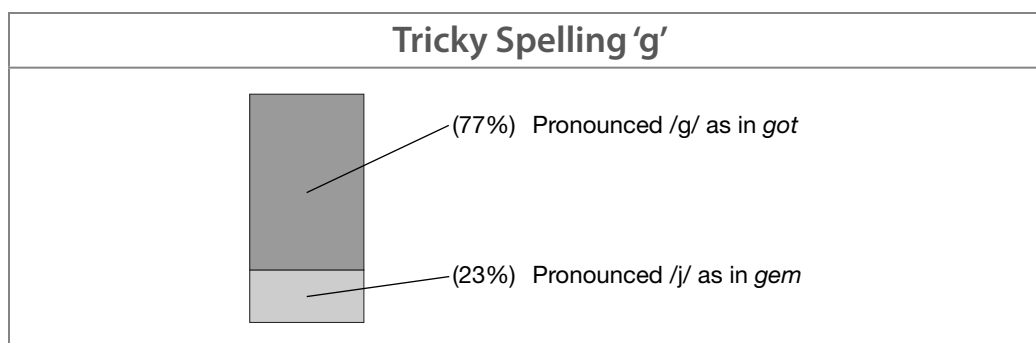 Tricky Spelling ‘g’
(77%) Pronounced /g/ as in got
(23%) Pronounced /j/ as in gem